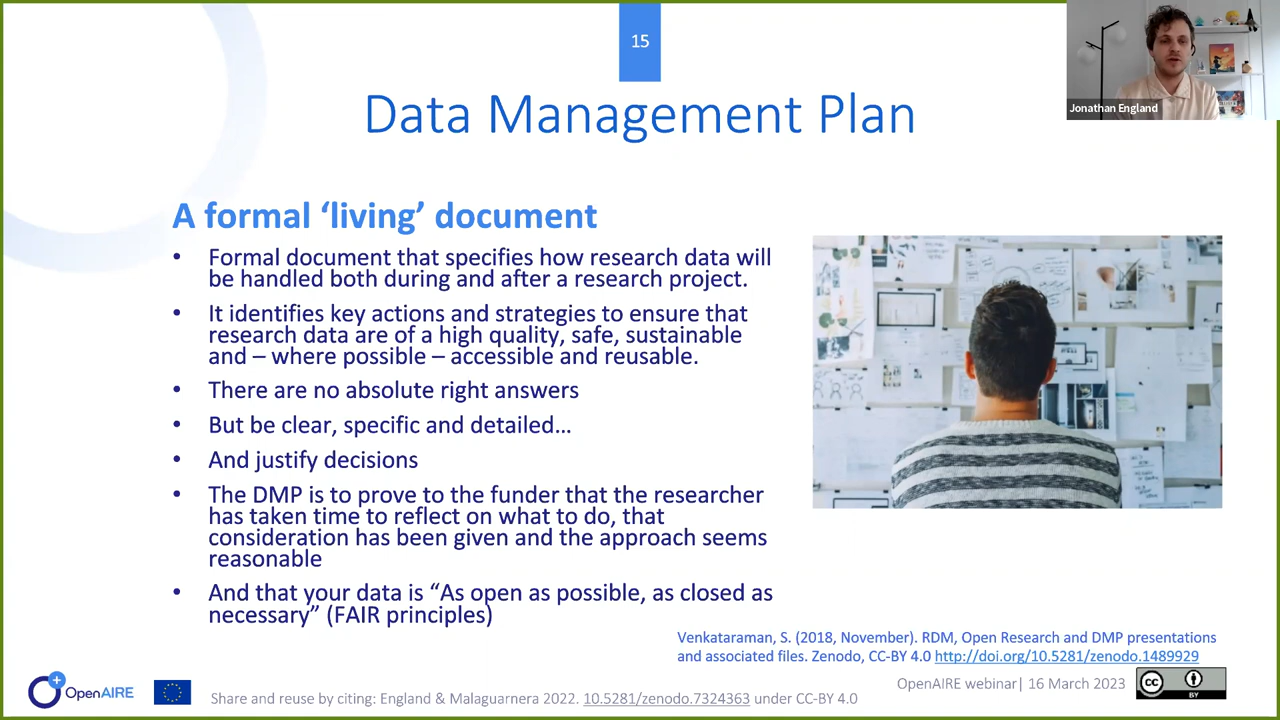 15
Jonathan England
Data Management Plan
A formal ‘living’ document
• Formal document that specifies how research data will
be handled both during and after a research project.
• It identifies key actions and strategies to ensure that
research data are of a high quality, safe, sustainable
and – where possible – accessible and reusable.
• There are no absolute right answers
• But be clear, specific and detailed…
• And justify decisions
• The DMP is to prove to the funder that the researcher
has taken time to reflect on what to do, that
consideration has been given and the approach seems
reasonable
• And that your data is “As open as possible, as closed as
necessary” (FAIR principles)
Venkataraman, S. (2018, November). RDM, Open Research and DMP presentations
and associated files. Zenodo, CC-BY 4.0 http://doi.org/10.5281/zenodo.1489929
OpenAIRE
Share and reuse by citing: England & Malaguarnera 2022. 10.5281/zenodo.7324363 under CC-BY 4.0
OpenAIRE webinar| 16 March 2023
cc
BY